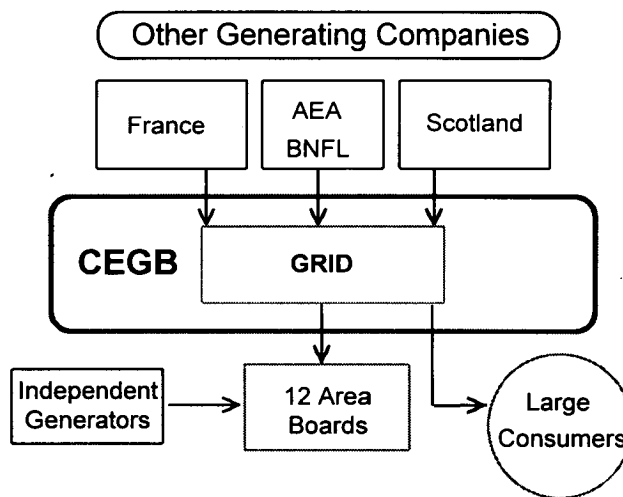 Other Generating Companies
France
AEA
BNFL
Scotland
CEGB
GRID
Independent
Generators
12 Area
Boards
Large
Consumers